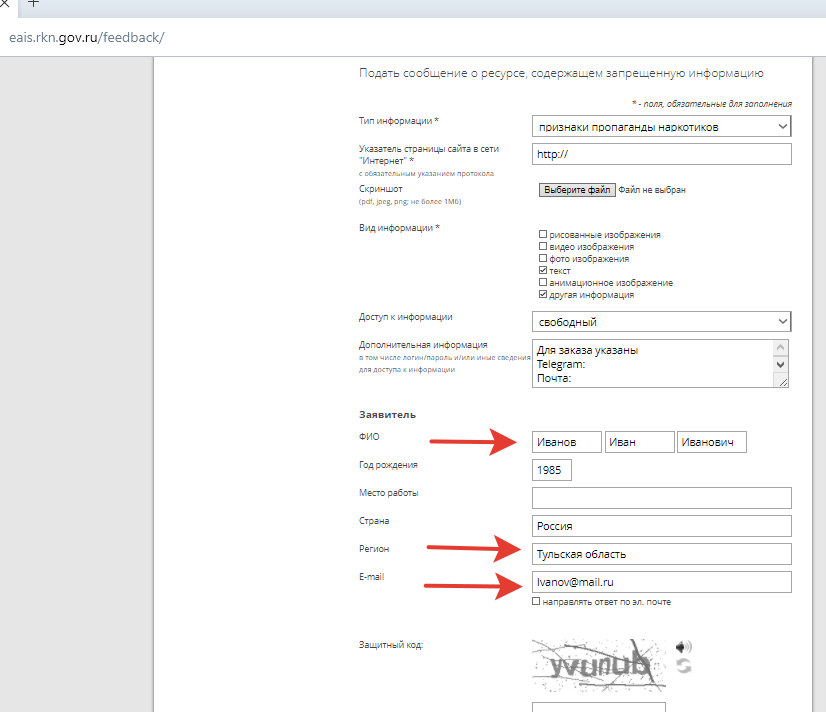 eais.rkn.gov.ru/feedback/
Подать сообщение о ресурсе, содержащем запрещенную информацию
* - поля, обязательные для заполнения
Тип информации *
признаки пропаганды наркотиков
Указатель страницы сайта в сети
"Интернет" *
с обязательным указанием протокола
http://
Скриншот
(pdf, jpeg, png; не более 1Мб)
Выберите файл Файл не выбран
Вид информации *
рисованные изображения
видео изображения
фото изображения
текст
анимационное изображение
другая информация
Доступ к информации
свободный
Дополнительная информация
в том числе логин/пароль и/или иные сведения
для доступа к информации
Для заказа указаны
Telegram:
Почта:
Заявитель
ФИО
Иванов Иван Иванович
Год рождения
1985
Место работы
Страна
Россия
Регион
Тульская область
E-mail
Ivanov@mail.ru
направлять ответ по эл. почте
Защитный код: